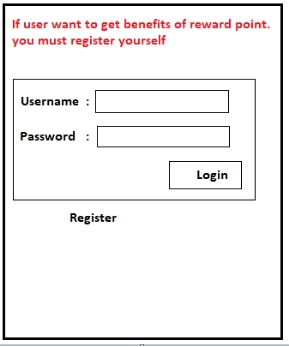 If user want to get benefits of reward point.
you must register yourself
Username :
Password :
Login
Register